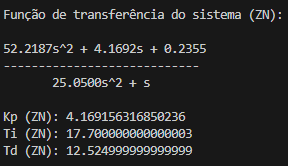 Função de transferência do sistema (ZN):
52.2187s^2 + 4.1692s + 0.2355
-----------------------------
25.0500s^2 + s
Kp (ZN): 4.169156316850236
Ti (ZN): 17.700000000000003
Td (ZN): 12.524999999999999